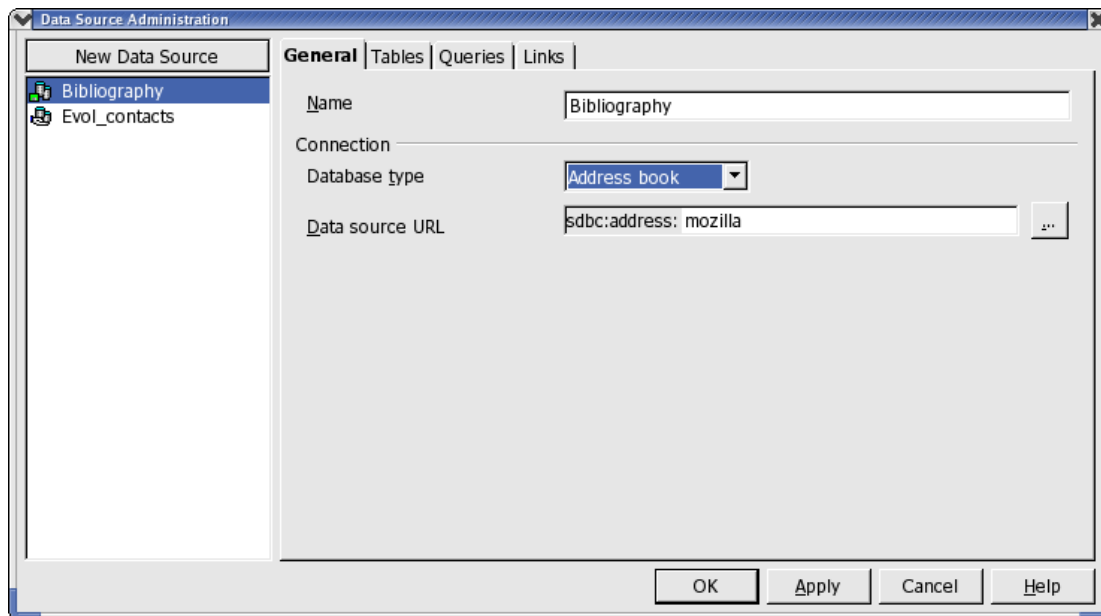 Data Source Administration
New Data Source
General Tables Queries Links
Bibliography
Evol_contacts
Name Bibliography
Connection
Database type Address book
Data source URL sdbc:address: mozilla ...
OK Apply Cancel Help